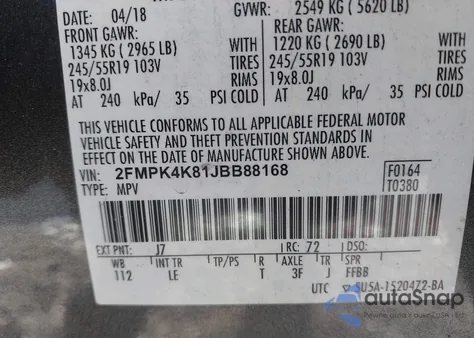 DATE: 04/18 GVWR: 2549 KG ( 5620 LB)
FRONT GAWR: REAR GAWR:
1345 KG ( 2965 LB) WITH 1220 KG ( 2690 LB) WITH
245/55R19 103V TIRES 245/55R19 103V TIRES
19x8.0J RIMS 19x8.0J RIMS
AT 240 kPa/ 35 PSI COLD AT 240 kPa/ 35 PSI COLD
THIS VEHICLE CONFORMS TO ALL APPLICABLE FEDERAL MOTOR
VEHICLE SAFETY AND THEFT PREVENTION STANDARDS IN
EFFECT ON THE DATE OF MANUFACTURE SHOWN ABOVE.
VIN: 2FMPK4K81JBB88168 F0164
TYPE: MPV T0380
EXT PNT: J7 RC: 72 DSO:
WB INT TR TP/PS R AXLE TR SPR
112 LE T 3F J FFBB
UTC 5U5A-1520472-BA
autoSnap